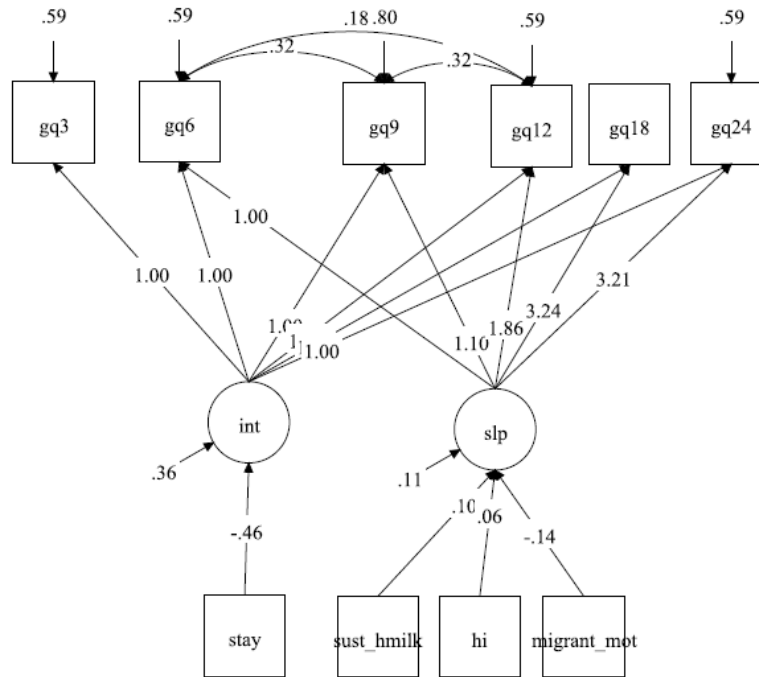 .59
.59
.18
.80
.59
.59
.32
.32
gq3
gq6
gq9
gq12
gq18
gq24
1.00
1.00
1.00
3.21
3.24
1.86
1.10
1.00
int
slp
.36
.11
.10
.06
-.46
-.14
stay
sust_hmilk
hi
migrant_mot